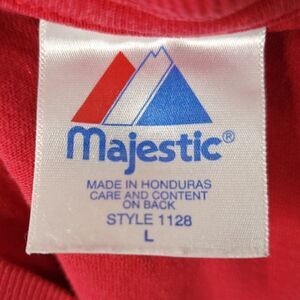 Majestic®
MADE IN HONDURAS
CARE AND CONTENT
ON BACK
STYLE 1128
L